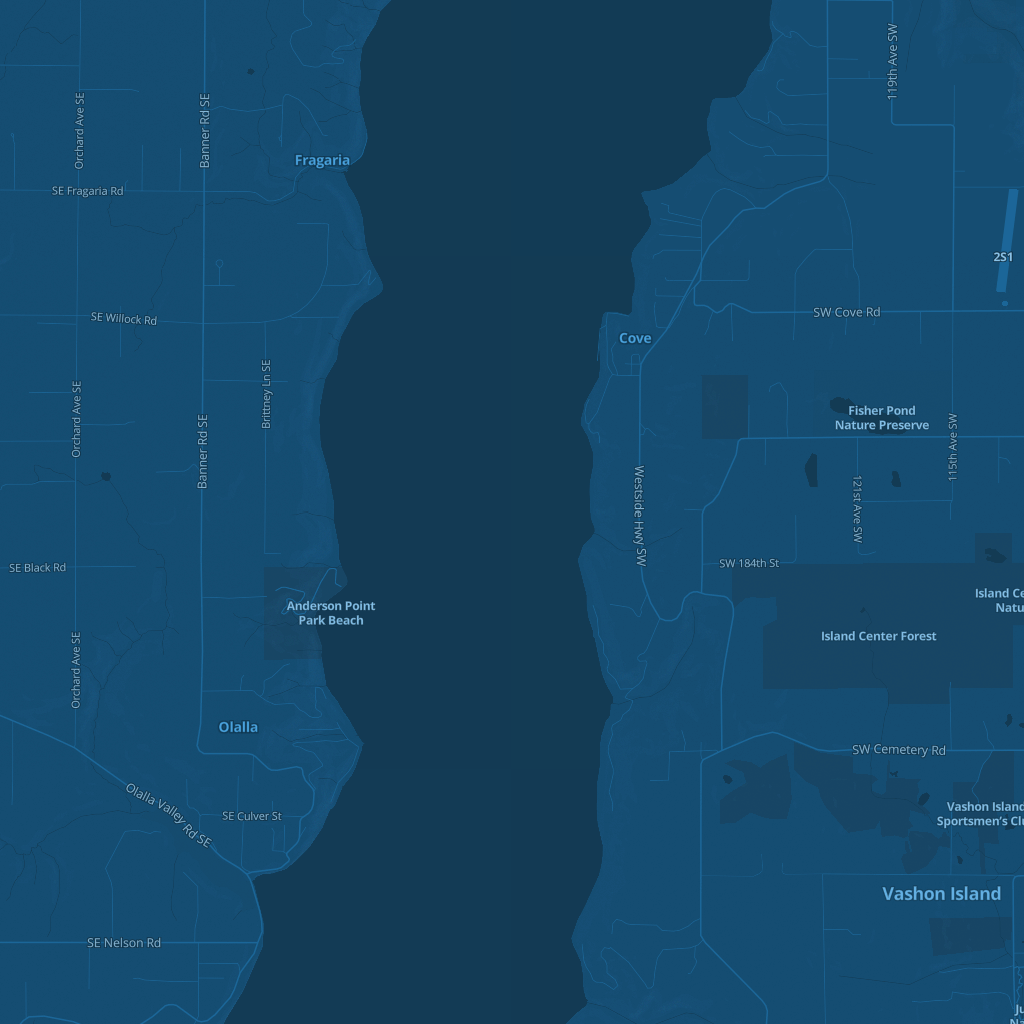 119th Ave SW
Orchard Ave SE
Banner Rd SE
Fragaria
SE Fragaria Rd
2S1
SW Cove Rd
SE Willock Rd
Cove
Brittney Ln SE
Orchard Ave SE
Fisher Pond
Nature Preserve
Banner Rd SE
115th Ave SW
Westside Hwy SW
121st Ave SW
SW 184th St
SE Black Rd
Island Ce
Natu
Anderson Point
Park Beach
Island Center Forest
Orchard Ave SE
Olalla
SW Cemetery Rd
Olalla Valley Rd SE
SE Culver St
Vashon Island
Sportsmen's Clu
Vashon Island
SE Nelson Rd
Ju
Na